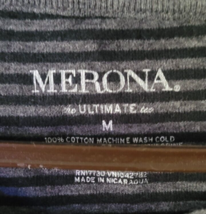 MERONA®
the ULTIMATE tee
M
100% COTTON MACHINE WASH COLD
MADE IN NICARAGUA